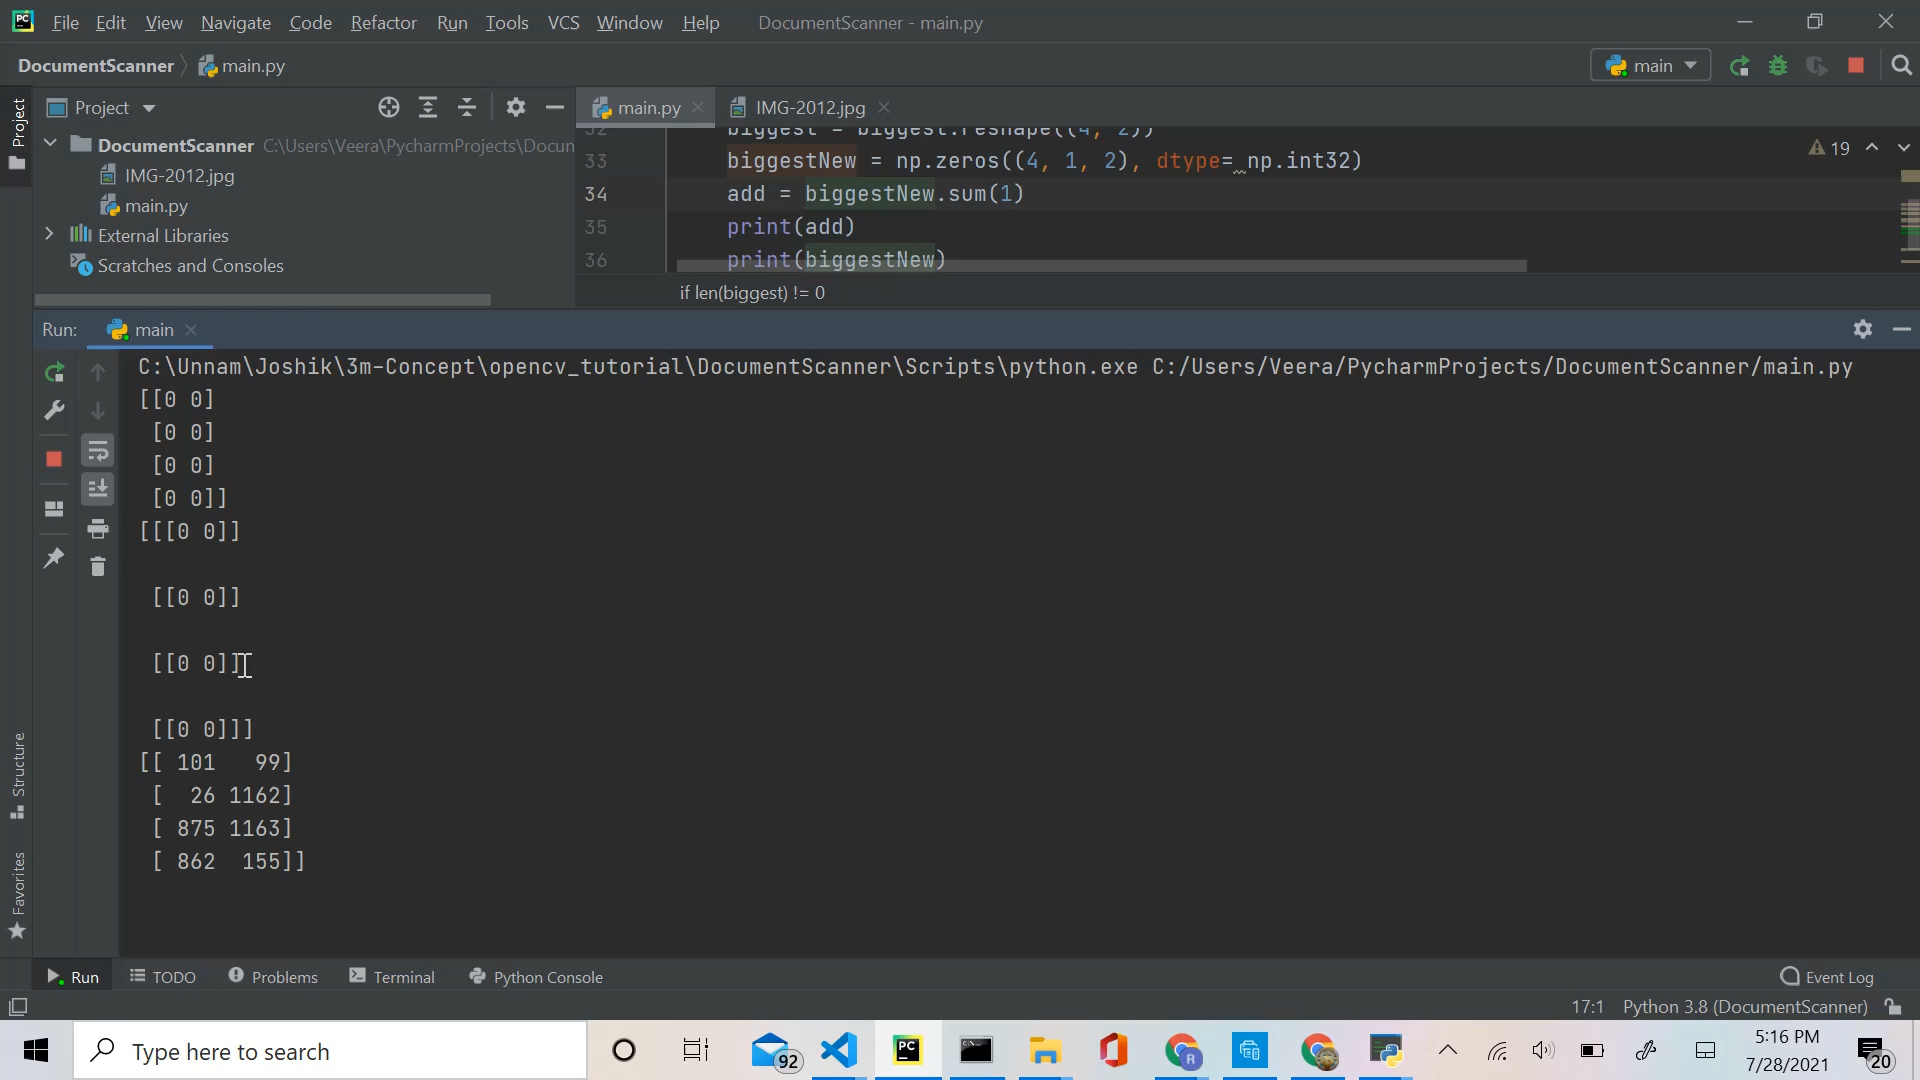 PC File Edit View Navigate Code Refactor Run Tools VCS Window Help DocumentScanner - main.py
DocumentScanner main.py main
Project
Project main.py IMG-2012.jpg
DocumentScanner C:\Users\Veera\PycharmProjects\Docum
IMG-2012.jpg
main.py
External Libraries
Scratches and Consoles
32 biggest = biggest.reshape((4, 2))
33 biggestNew = np.zeros((4, 1, 2), dtype= np.int32) 19
34 add = biggestNew.sum(1)
35 print(add)
36 print(biggestNew)
if len(biggest) != 0
Run: main
C:\Unnam\Joshik\3m-Concept\opencv_tutorial\DocumentScanner\Scripts\python.exe C:/Users/Veera/PycharmProjects/DocumentScanner/main.py
[[0 0]
[0 0]
[0 0]
[0 0]]
[[[0 0]]
[[0 0]]
[[0 0]]
[[0 0]]]
[[ 101 99]
[ 26 1162]
[ 875 1163]
[ 862 155]]
Structure
Favorites
Run TODO Problems Terminal Python Console Event Log
17:1 Python 3.8 (DocumentScanner)
Type here to search 92 PC R 5:16 PM
7/28/2021 20